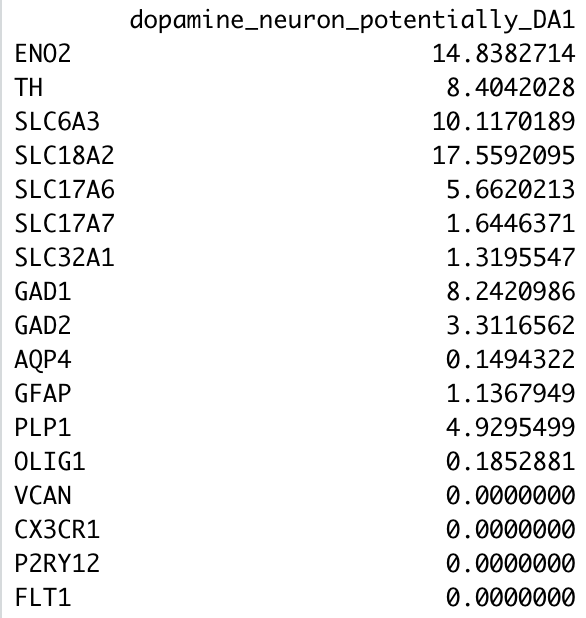 dopamine_neuron_potentially_DA1
ENO2 14.8382714
TH 8.4042028
SLC6A3 10.1170189
SLC18A2 17.5592095
SLC17A6 5.6620213
SLC17A7 1.6446371
SLC32A1 1.3195547
GAD1 8.2420986
GAD2 3.3116562
AQP4 0.1494322
GFAP 1.1367949
PLP1 4.9295499
OLIG1 0.1852881
VCAN 0.0000000
CX3CR1 0.0000000
P2RY12 0.0000000
FLT1 0.0000000